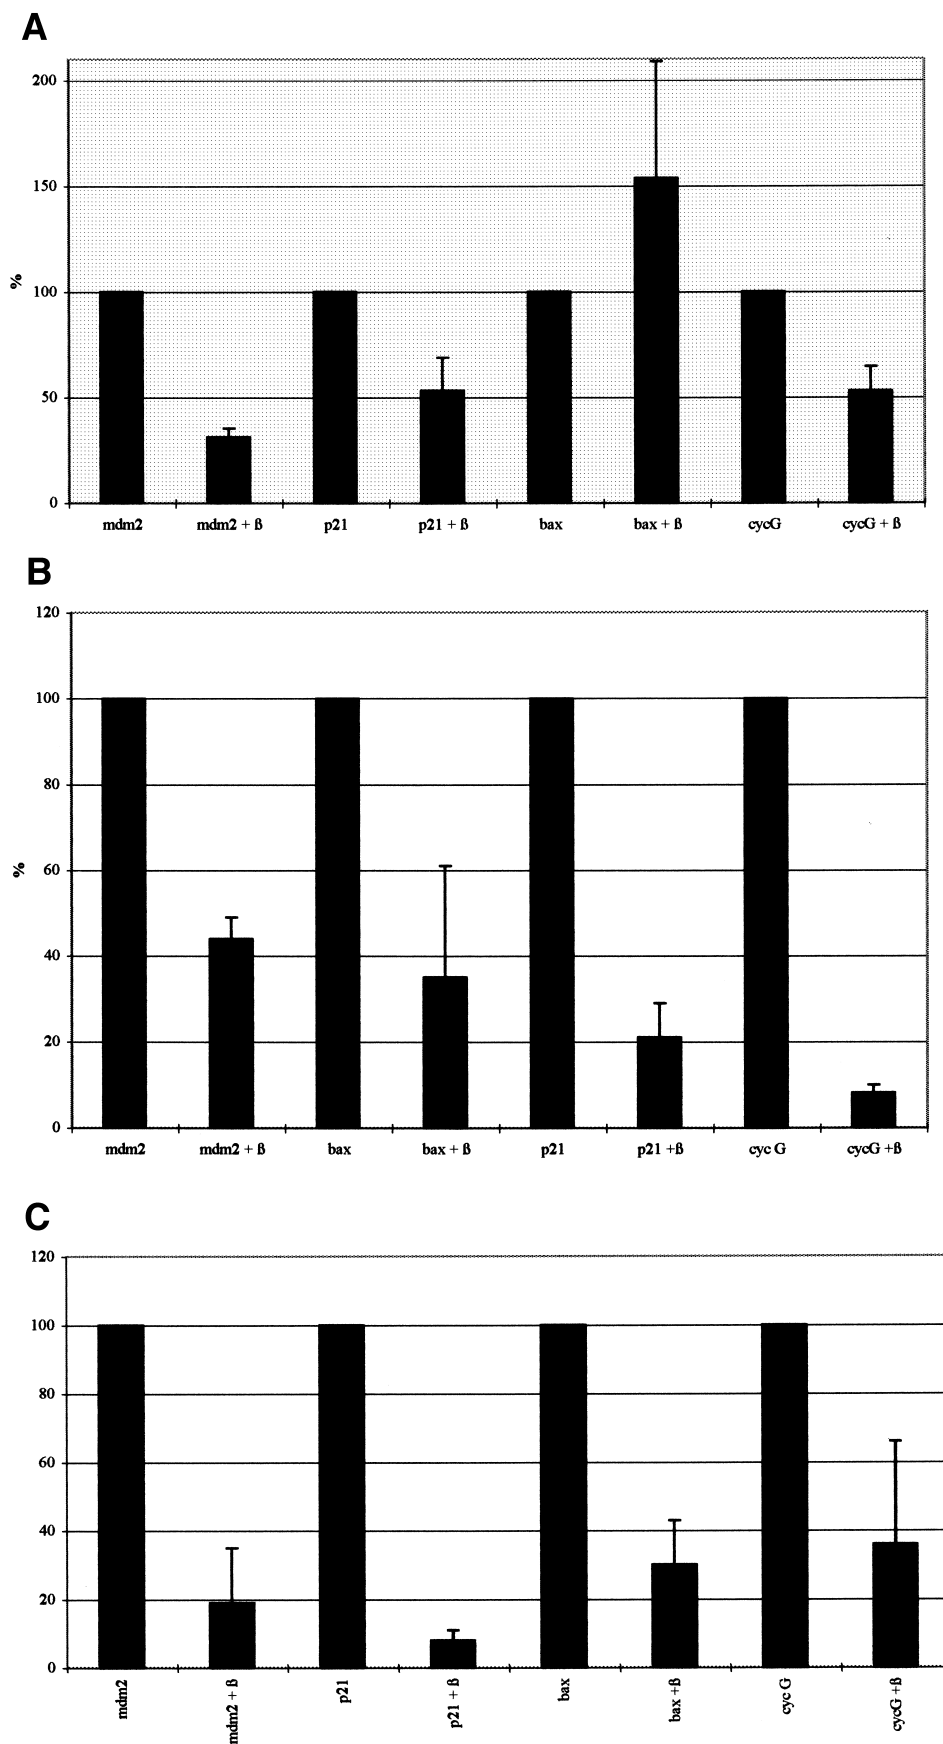 A
200
150
100
50
0
%
mdm2 mdm2 + ß p21 p21 + ß bax bax + ß cycG cycG + ß
B
120
100
80
60
40
20
0
%
mdm2 mdm2 + ß bax bax + ß p21 p21 +ß cyc G cycG +ß
C
120
100
80
60
40
20
0
mdm2
mdm2 + ß
p21
p21 + ß
bax
bax +ß
cyc G
cycG +ß